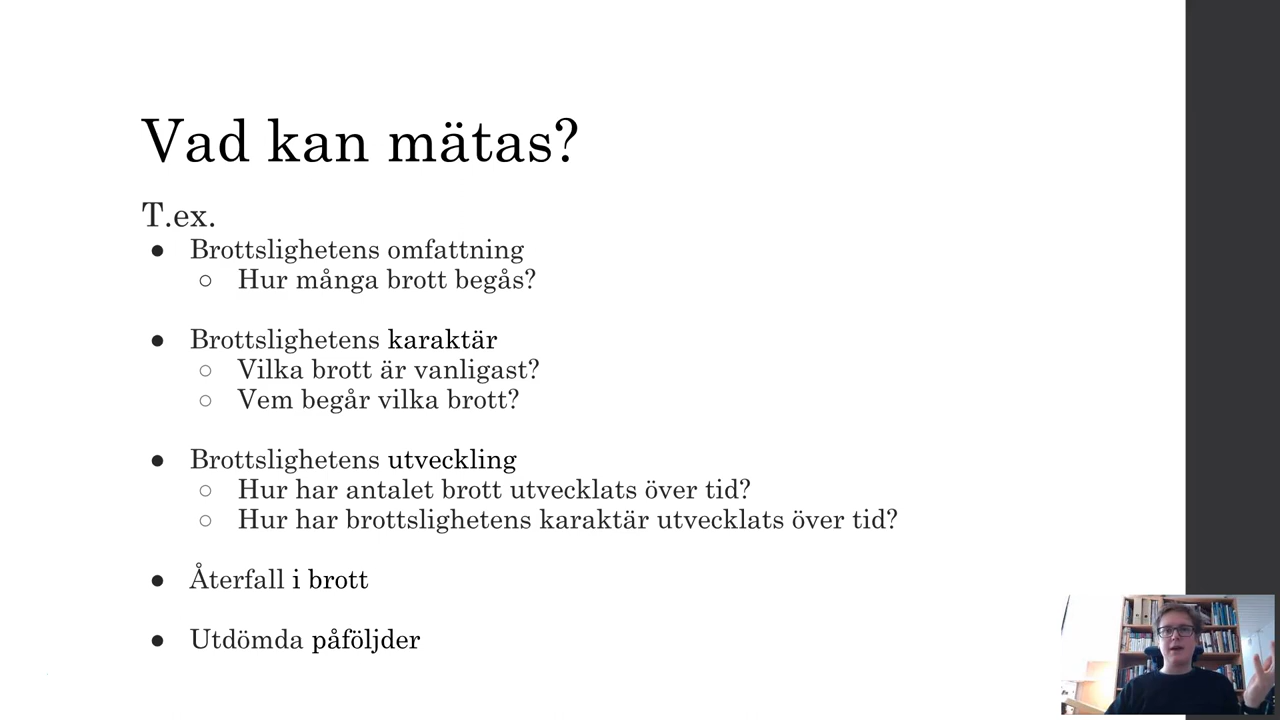 Vad kan mätas?
T.ex.
● Brottslighetens omfattning
○ Hur många brott begås?
● Brottslighetens karaktär
○ Vilka brott är vanligast?
○ Vem begår vilka brott?
● Brottslighetens utveckling
○ Hur har antalet brott utvecklats över tid?
○ Hur har brottslighetens karaktär utvecklats över tid?
● Återfall i brott
● Utdömda påföljder